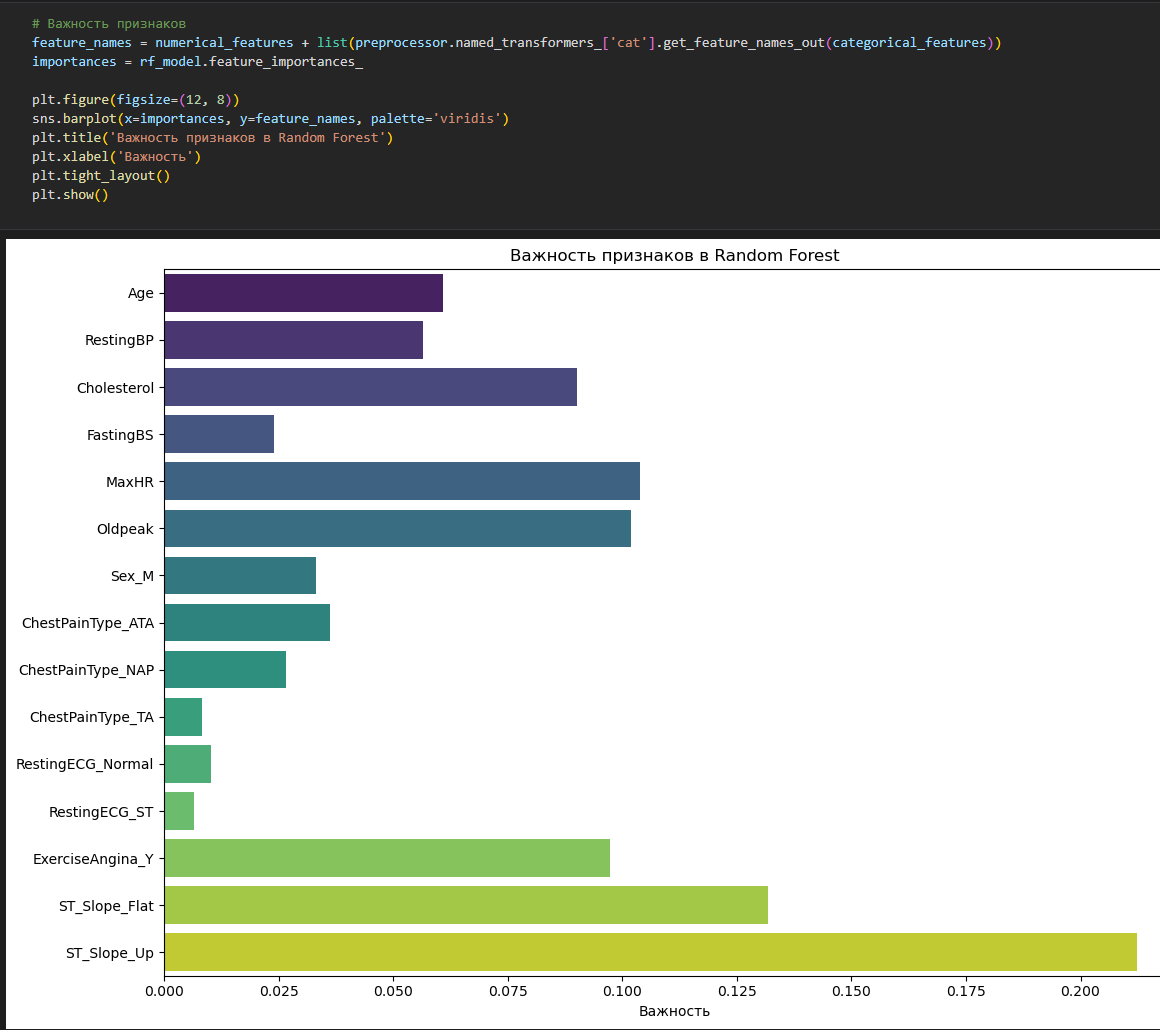 # Важность признаков
feature_names = numerical_features + list(preprocessor.named_transformers_['cat'].get_feature_names_out(categorical_features))
importances = rf_model.feature_importances_
plt.figure(figsize=(12, 8))
sns.barplot(x=importances, y=feature_names, palette='viridis')
plt.title('Важность признаков в Random Forest')
plt.xlabel('Важность')
plt.tight_layout()
plt.show()
Важность признаков в Random Forest
Age
RestingBP
Cholesterol
FastingBS
MaxHR
Oldpeak
Sex_M
ChestPainType_ATA
ChestPainType_NAP
ChestPainType_TA
RestingECG_Normal
RestingECG_ST
ExerciseAngina_Y
ST_Slope_Flat
ST_Slope_Up
0.000 0.025 0.050 0.075 0.100 0.125 0.150 0.175 0.200
Важность